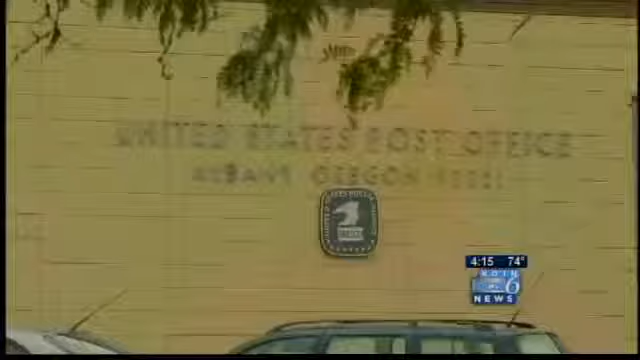 UNITED STATES POST OFFICE
ALBANY OREGON
4:15 74°
KOIN
6
NEWS